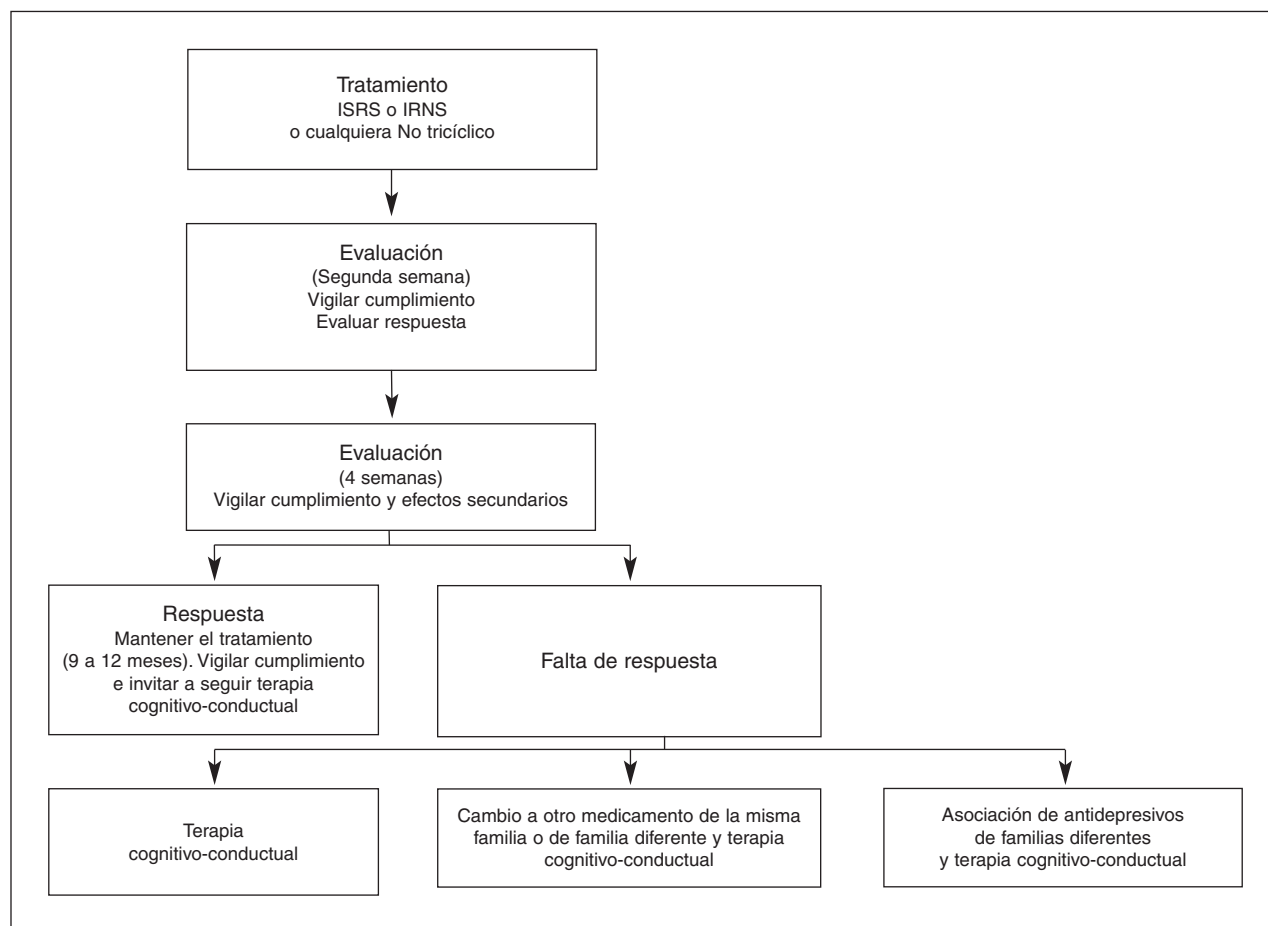 Tratamiento
ISRS o IRNS
o cualquiera No tricíclico
Evaluación
(Segunda semana)
Vigilar cumplimiento
Evaluar respuesta
Evaluación
(4 semanas)
Vigilar cumplimiento y efectos secundarios
Respuesta
Mantener el tratamiento
(9 a 12 meses). Vigilar cumplimiento
e invitar a seguir terapia
cognitivo-conductual
Falta de respuesta
Terapia
cognitivo-conductual
Cambio a otro medicamento de la misma
familia o de familia diferente y terapia
cognitivo-conductual
Asociación de antidepresivos
de familias diferentes
y terapia cognitivo-conductual